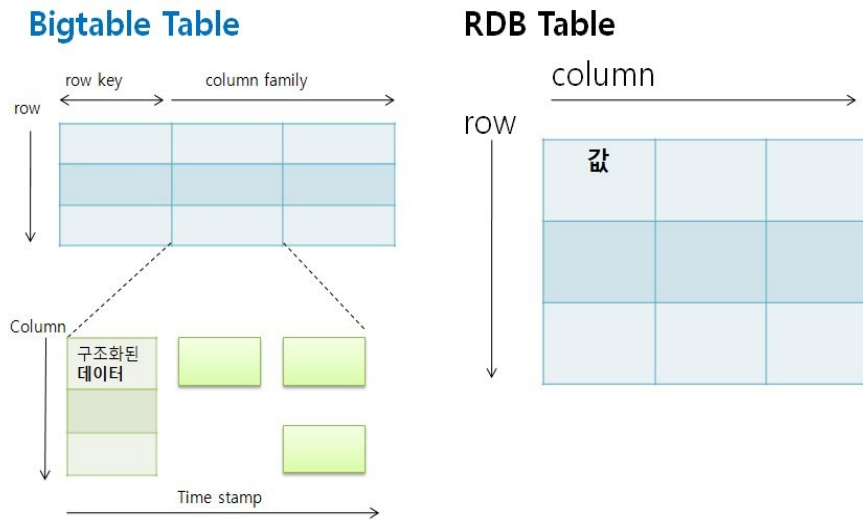 Bigtable Table
row key
column family
row
Column
구조화된
데이터
Time stamp
RDB Table
column
row
값